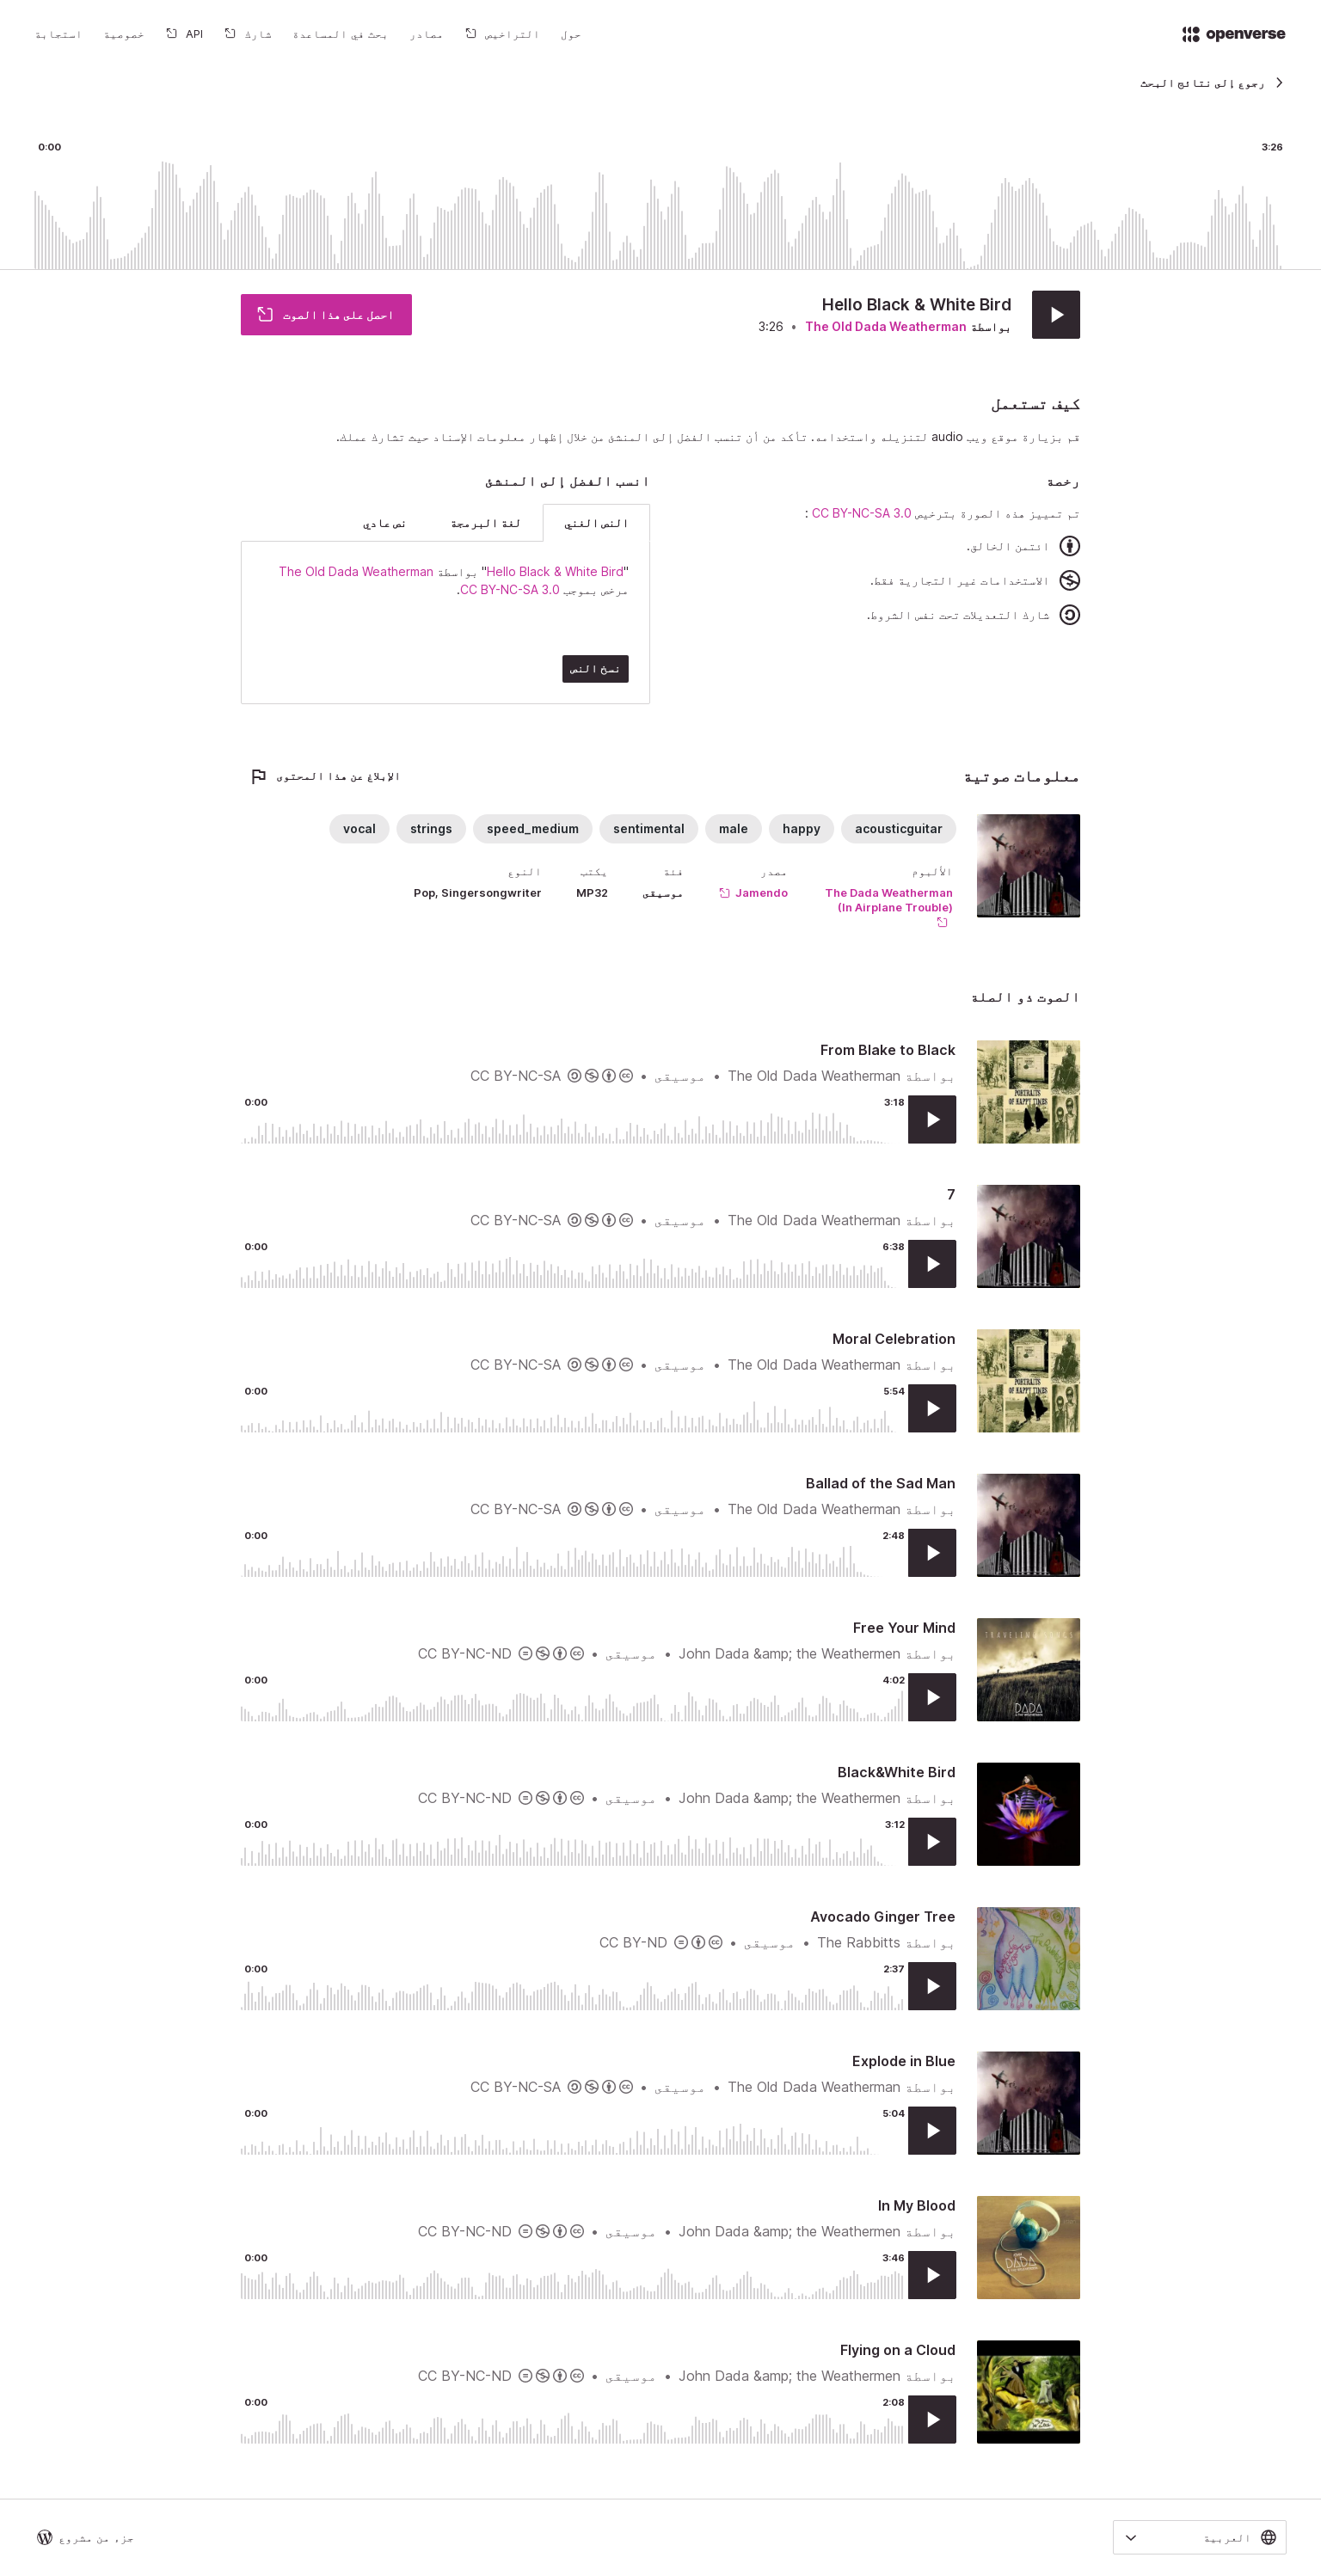 openverse
حول
التراخيص
مصادر
بحث في المساعدة
شارك
API
خصوصية
استجابة
رجوع إلى نتائج البحث
0:00
3:26
Hello Black & White Bird
بواسطة The Old Dada Weatherman • 3:26
احصل على هذا الصوت
كيف تستعمل
قم بزيارة موقع ويب audio لتنزيله واستخدامه. تأكد من أن تنسب الفضل إلى المنشئ من خلال إظهار معلومات الإسناد حيث تشارك عملك.
رخصة
تم تمييز هذه الصورة بترخيص CC BY-NC-SA 3.0 :
ائتمن الخالق.
الاستخدامات غير التجارية فقط.
شارك التعديلات تحت نفس الشروط.
انسب الفضل إلى المنشئ
النص الغني
لغة البرمجة
نص عادي
"Hello Black & White Bird" بواسطة The Old Dada Weatherman
مرخص بموجب CC BY-NC-SA 3.0.
نسخ النص
معلومات صوتية
الإبلاغ عن هذا المحتوى
acousticguitar
happy
male
sentimental
speed_medium
strings
vocal
الألبوم
The Dada Weatherman
(In Airplane Trouble)
مصدر
Jamendo
فئة
موسيقى
يكتب
MP32
النوع
Pop, Singersongwriter
الصوت ذو الصلة
From Blake to Black
بواسطة The Old Dada Weatherman • موسيقى • CC BY-NC-SA
0:00
3:18
PORTRAITS
OF HAPPY TIMES
7
بواسطة The Old Dada Weatherman • موسيقى • CC BY-NC-SA
0:00
6:38
Moral Celebration
بواسطة The Old Dada Weatherman • موسيقى • CC BY-NC-SA
0:00
5:54
PORTRAITS
OF HAPPY TIMES
Ballad of the Sad Man
بواسطة The Old Dada Weatherman • موسيقى • CC BY-NC-SA
0:00
2:48
Free Your Mind
بواسطة John Dada &amp; the Weathermen • موسيقى • CC BY-NC-ND
0:00
4:02
DADA
Black&White Bird
بواسطة John Dada &amp; the Weathermen • موسيقى • CC BY-NC-ND
0:00
3:12
Avocado Ginger Tree
بواسطة The Rabbitts • موسيقى • CC BY-ND
0:00
2:37
Explode in Blue
بواسطة The Old Dada Weatherman • موسيقى • CC BY-NC-SA
0:00
5:04
In My Blood
بواسطة John Dada &amp; the Weathermen • موسيقى • CC BY-NC-ND
0:00
3:46
DADA
Flying on a Cloud
بواسطة John Dada &amp; the Weathermen • موسيقى • CC BY-NC-ND
0:00
2:08
العربية
جزء من مشروع